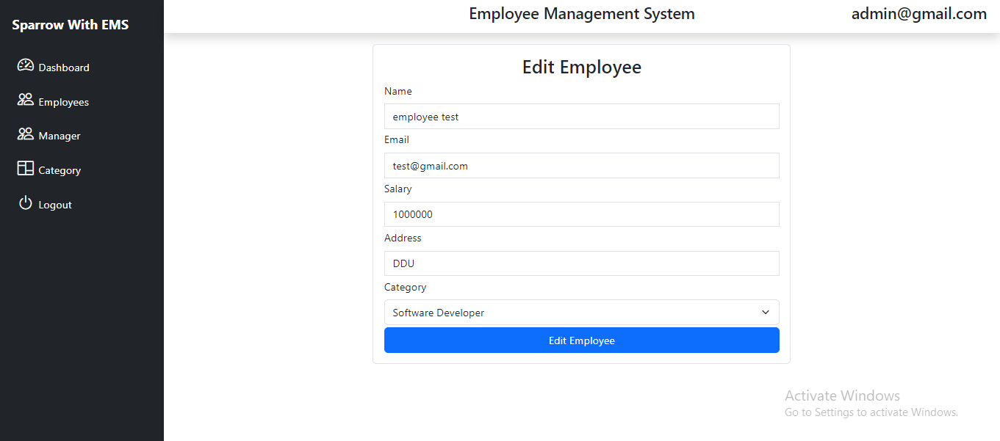 Sparrow With EMS
Dashboard
Employees
Manager
Category
Logout
Employee Management System
admin@gmail.com
Edit Employee
Name
employee test
Email
test@gmail.com
Salary
1000000
Address
DDU
Category
Software Developer
Edit Employee
Activate Windows
Go to Settings to activate Windows.